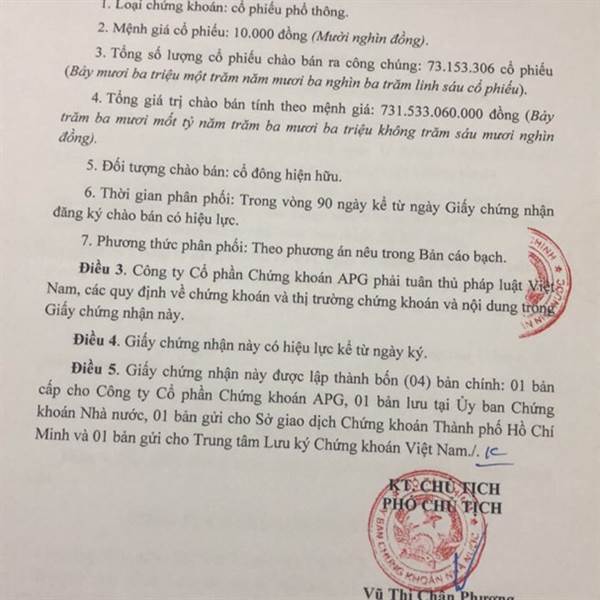 1. Loại chứng khoán: cổ phiếu phổ thông.
2. Mệnh giá cổ phiếu: 10.000 đồng (Mười nghìn đồng).
3. Tổng số lượng cổ phiếu chào bán ra công chúng: 73.153.306 cổ phiếu
(Bảy mươi ba triệu một trăm năm mươi ba nghìn ba trăm linh sáu cổ phiếu).
4. Tổng giá trị chào bán tính theo mệnh giá: 731.533.060.000 đồng (Bảy
trăm ba mươi mốt tỷ năm trăm ba mươi ba triệu không trăm sáu mươi nghìn
đồng).
5. Đối tượng chào bán: cổ đông hiện hữu.
6. Thời gian phân phối: Trong vòng 90 ngày kể từ ngày Giấy chứng nhận
đăng ký chào bán có hiệu lực.
7. Phương thức phân phối: Theo phương án nêu trong Bản cáo bạch.
Điều 3. Công ty Cổ phần Chứng khoán APG phải tuân thủ pháp luật Việt
Nam, các quy định về chứng khoán và thị trường chứng khoán và nội dung trong
Giấy chứng nhận này.
Điều 4. Giấy chứng nhận này có hiệu lực kể từ ngày ký.
Điều 5. Giấy chứng nhận này được lập thành bốn (04) bản chính: 01 bản
cấp cho Công ty Cổ phần Chứng khoán APG, 01 bản lưu tại Ủy ban Chứng
khoán Nhà nước, 01 bản gửi cho Sở giao dịch Chứng khoán Thành phố Hồ Chí
Minh và 01 bản gửi cho Trung tâm Lưu ký Chứng khoán Việt Nam./.
KT. CHỦ TỊCH
PHÓ CHỦ TỊCH
ỦY BAN CHỨNG KHOÁN NHÀ NƯỚC
Vũ Thị Chân Phương